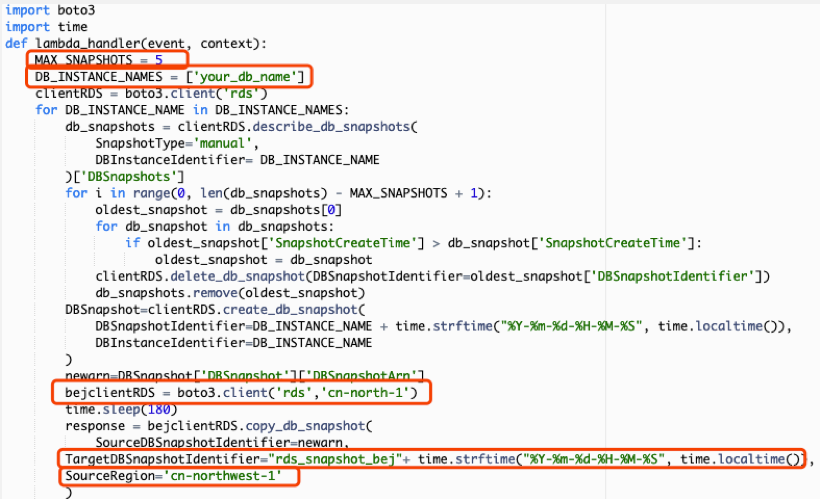 import boto3
import time
def lambda_handler(event, context):
    MAX_SNAPSHOTS = 5
    DB_INSTANCE_NAMES = ['your_db_name']
    clientRDS = boto3.client('rds')
    for DB_INSTANCE_NAME in DB_INSTANCE_NAMES:
        db_snapshots = clientRDS.describe_db_snapshots(
            SnapshotType='manual',
            DBInstanceIdentifier= DB_INSTANCE_NAME
        )['DBSnapshots']
        for i in range(0, len(db_snapshots) - MAX_SNAPSHOTS + 1):
            oldest_snapshot = db_snapshots[0]
            for db_snapshot in db_snapshots:
                if oldest_snapshot['SnapshotCreateTime'] > db_snapshot['SnapshotCreateTime']:
                    oldest_snapshot = db_snapshot
            clientRDS.delete_db_snapshot(DBSnapshotIdentifier=oldest_snapshot['DBSnapshotIdentifier'])
            db_snapshots.remove(oldest_snapshot)
        DBSnapshot=clientRDS.create_db_snapshot(
            DBSnapshotIdentifier=DB_INSTANCE_NAME + time.strftime("%Y-%m-%d-%H-%M-%S", time.localtime()),
            DBInstanceIdentifier=DB_INSTANCE_NAME
        )
        newarn=DBSnapshot['DBSnapshot']['DBSnapshotArn']
        bejclientRDS = boto3.client('rds','cn-north-1')
        time.sleep(180)
        response = bejclientRDS.copy_db_snapshot(
            SourceDBSnapshotIdentifier=newarn,
        TargetDBSnapshotIdentifier="rds_snapshot_bej"+ time.strftime("%Y-%m-%d-%H-%M-%S", time.localtime()),
        SourceRegion='cn-northwest-1'
        )